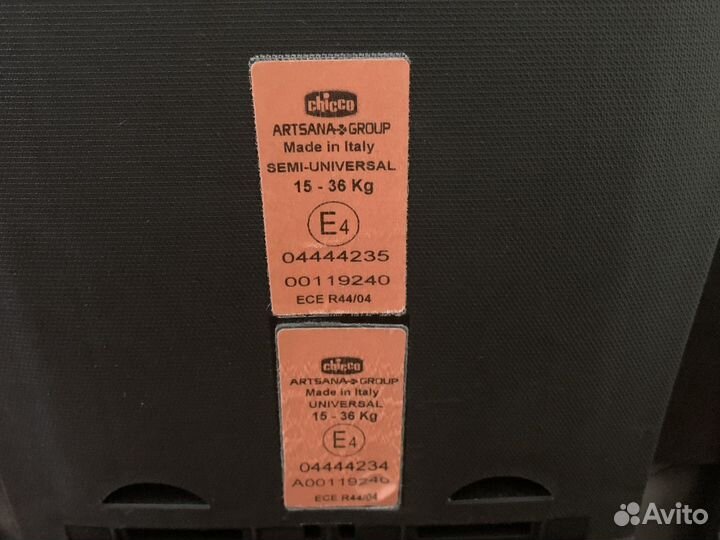 chicco
ARTSANA GROUP
Made in Italy
SEMI-UNIVERSAL
15 - 36 Kg
E4
04444235
00119240
ECE R44/04
chicco
ARTSANA GROUP
Made in Italy
UNIVERSAL
15 - 36 Kg
E4
04444234
A00119240
ECE R44/04
Avito